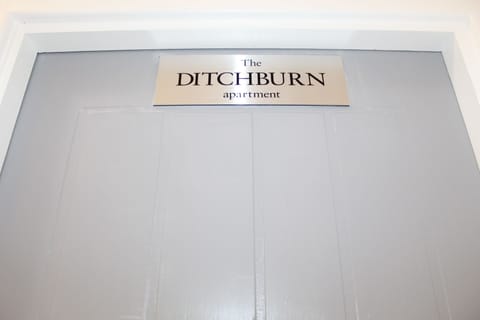 The
DITCHBURN
apartment